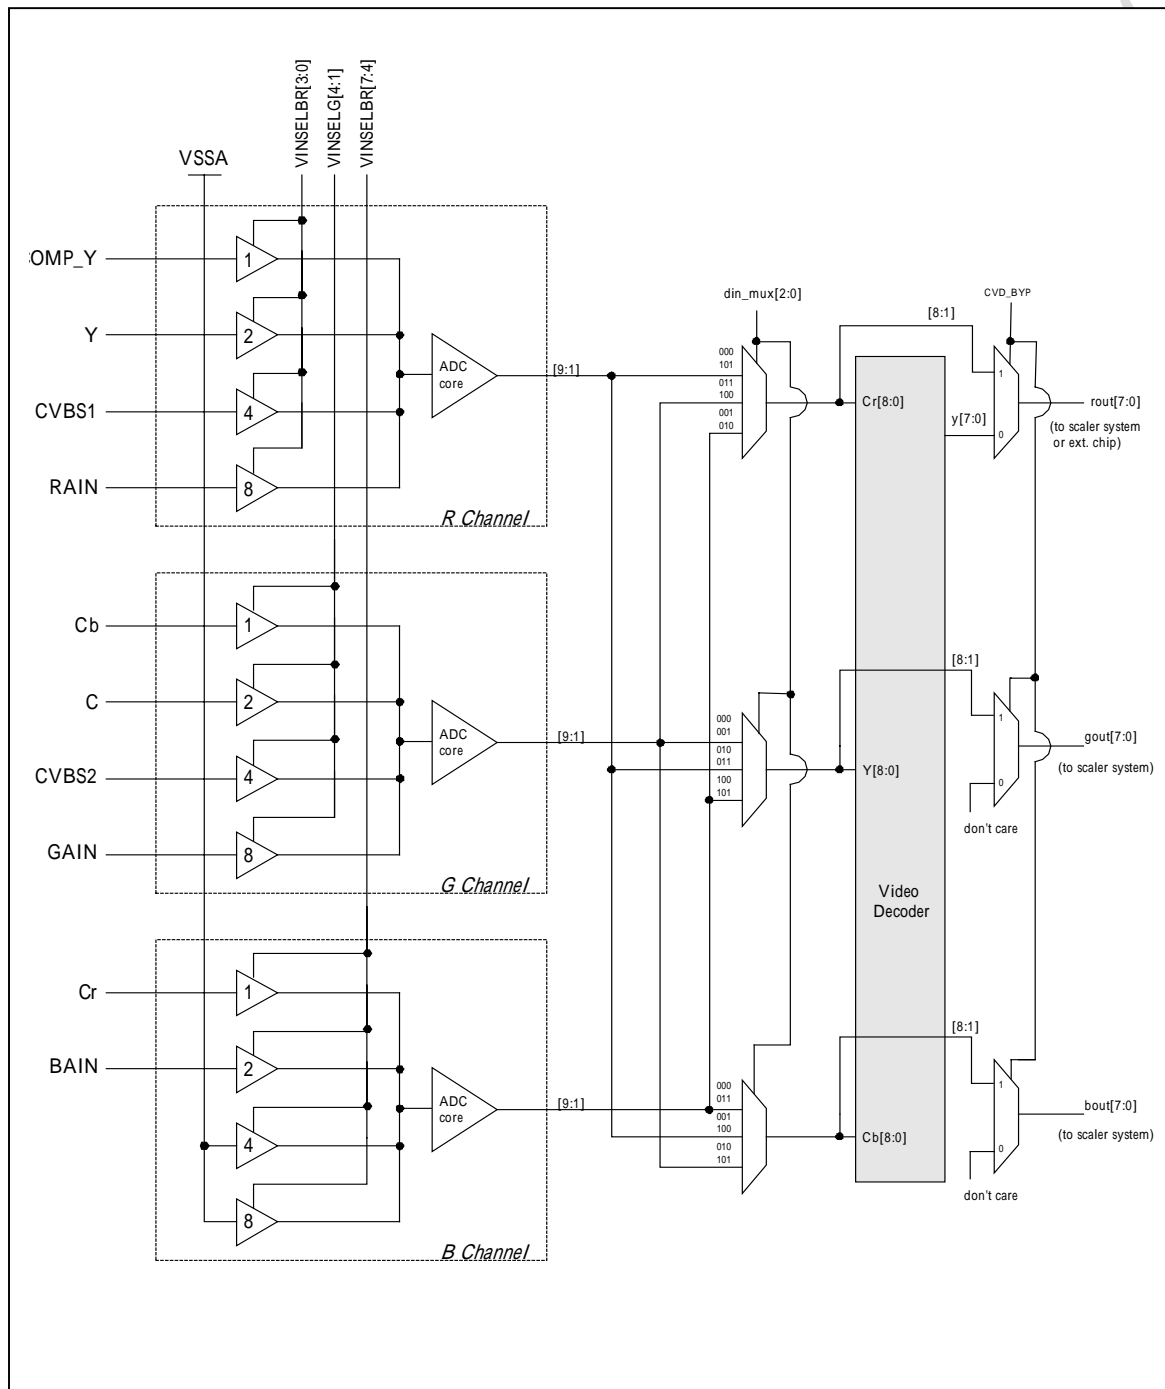 VINSELBR[3:0]
VINSELG[4:1]
VINSELBR[7:4]
VSSA
OMP_Y
1
Y
2
CVBS1
4
RAIN
8
ADC
core
[9:1]
R Channel
Cb
1
C
2
CVBS2
4
GAIN
8
ADC
core
[9:1]
G Channel
Cr
1
BAIN
2
4
8
ADC
core
[9:1]
B Channel
din_mux[2:0]
000
101
011
100
001
010
000
001
010
011
100
101
000
011
001
100
010
101
Cr[8:0]
Y[8:0]
Cb[8:0]
Video
Decoder
CVD_BYP
[8:1]
1
y[7:0]
0
rout[7:0]
(to scaler system
or ext. chip)
[8:1]
1
0
don't care
gout[7:0]
(to scaler system)
[8:1]
1
0
don't care
bout[7:0]
(to scaler system)